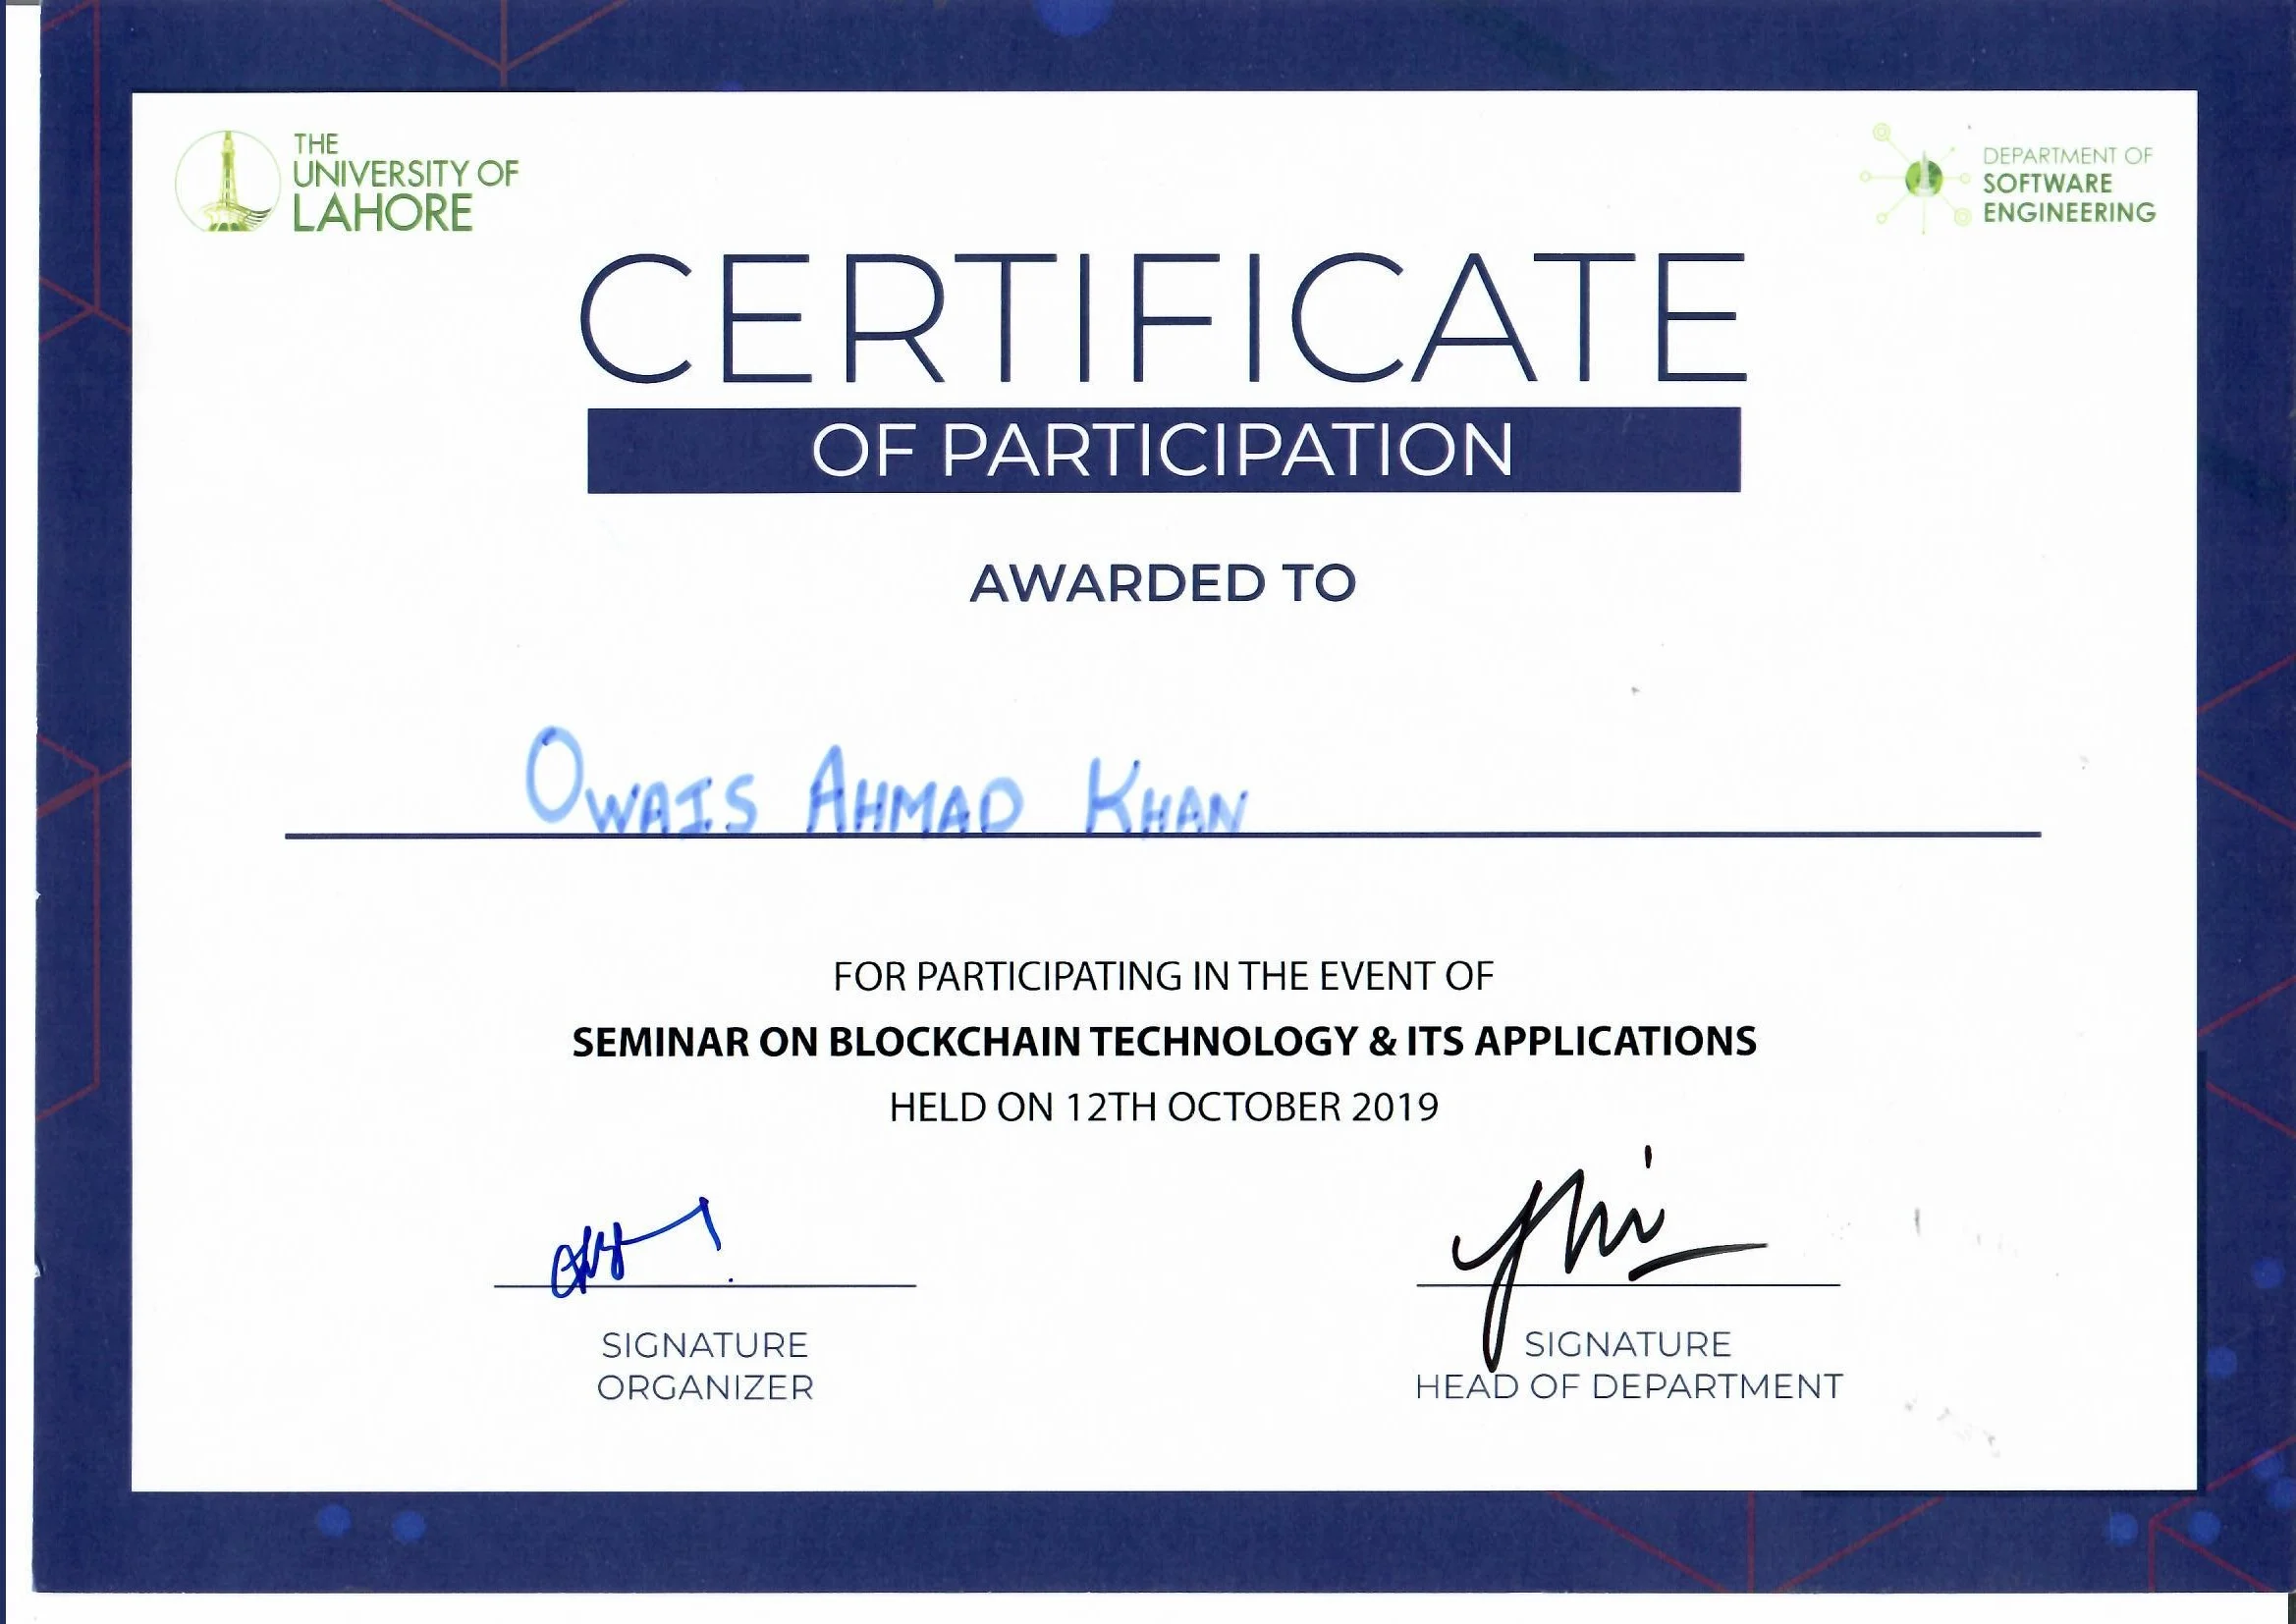 THE
UNIVERSITY OF
LAHORE
DEPARTMENT OF
SOFTWARE
ENGINEERING
CERTIFICATE
OF PARTICIPATION
AWARDED TO
OWAIS AHMAD KHAN
FOR PARTICIPATING IN THE EVENT OF
SEMINAR ON BLOCKCHAIN TECHNOLOGY & ITS APPLICATIONS
HELD ON 12TH OCTOBER 2019
SIGNATURE
ORGANIZER
SIGNATURE
HEAD OF DEPARTMENT